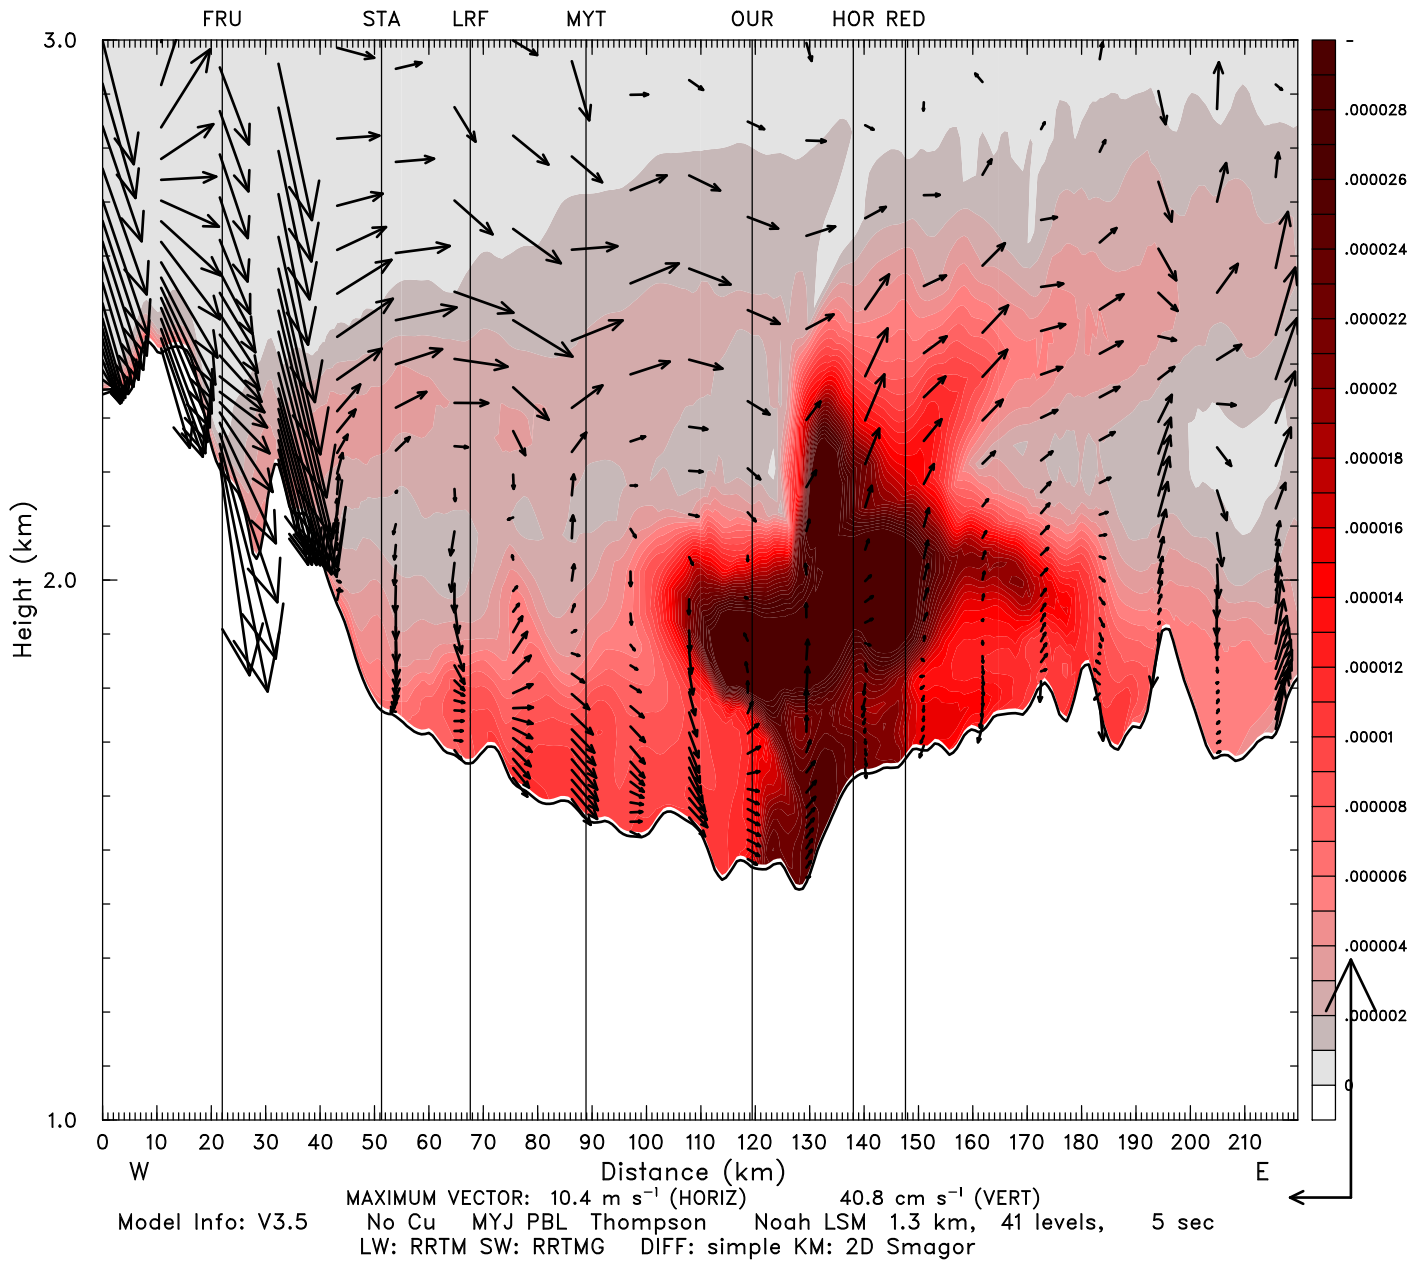 FRU STA LRF MYT OUR HOR RED
3.0
2.0
1.0
Height (km)
0 10 20 30 40 50 60 70 80 90 100 110 120 130 140 150 160 170 180 190 200 210
W Distance (km) E
.000028
.000026
.000024
.000022
.00002
.000018
.000016
.000014
.000012
.00001
.000008
.000006
.000004
.000002
0
MAXIMUM VECTOR: 10.4 m s⁻¹ (HORIZ) 40.8 cm s⁻¹ (VERT)
Model Info: V3.5 No Cu MYJ PBL Thompson Noah LSM 1.3 km, 41 levels, 5 sec
LW: RRTM SW: RRTMG DIFF: simple KM: 2D Smagor